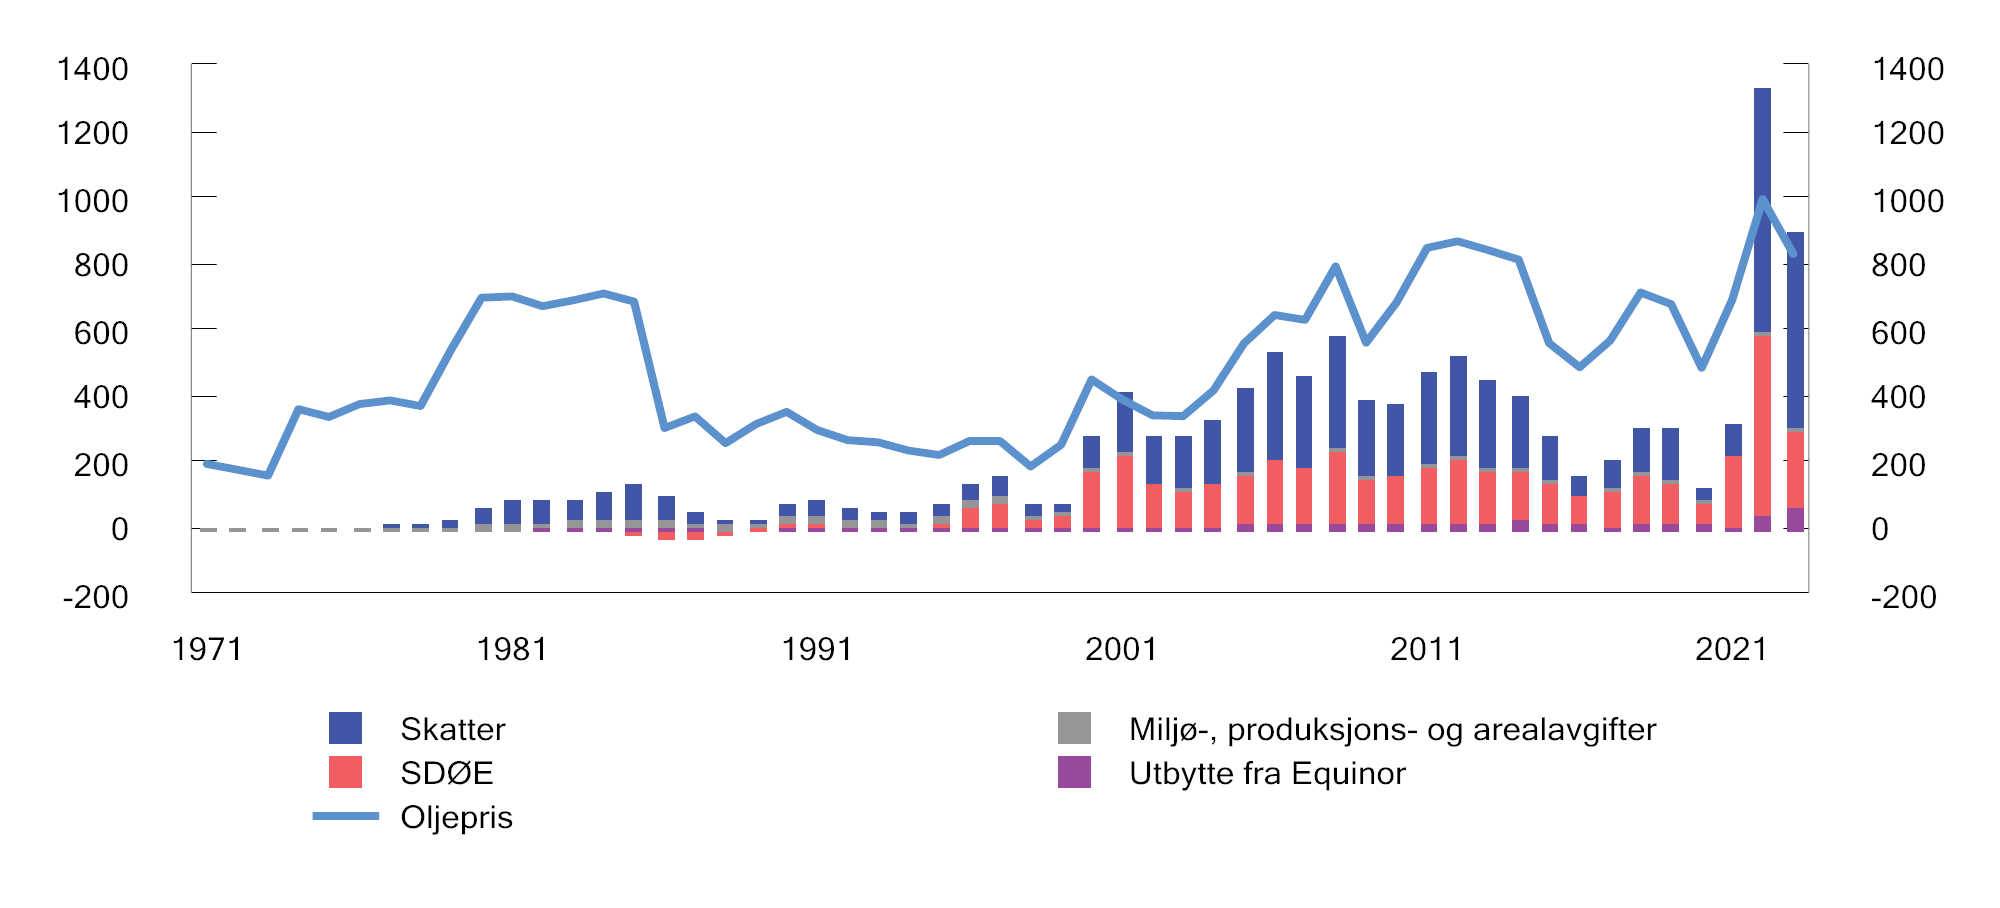 1400 1400
1200 1200
1000 1000
800 800
600 600
400 400
200 200
0 0
-200 -200
1971 1981 1991 2001 2011 2021
Skatter Miljø-, produksjons- og arealavgifter
SDØE Utbytte fra Equinor
Oljepris